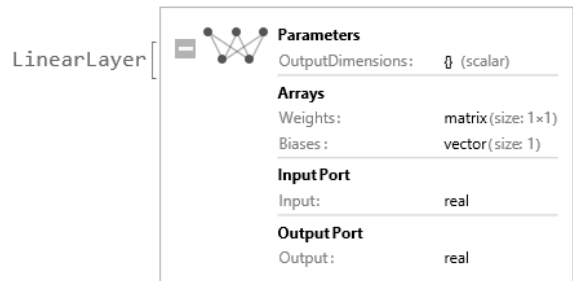 LinearLayer[
Parameters
OutputDimensions: {} (scalar)
Arrays
Weights: matrix (size: 1×1)
Biases: vector (size: 1)
Input Port
Input: real
Output Port
Output: real